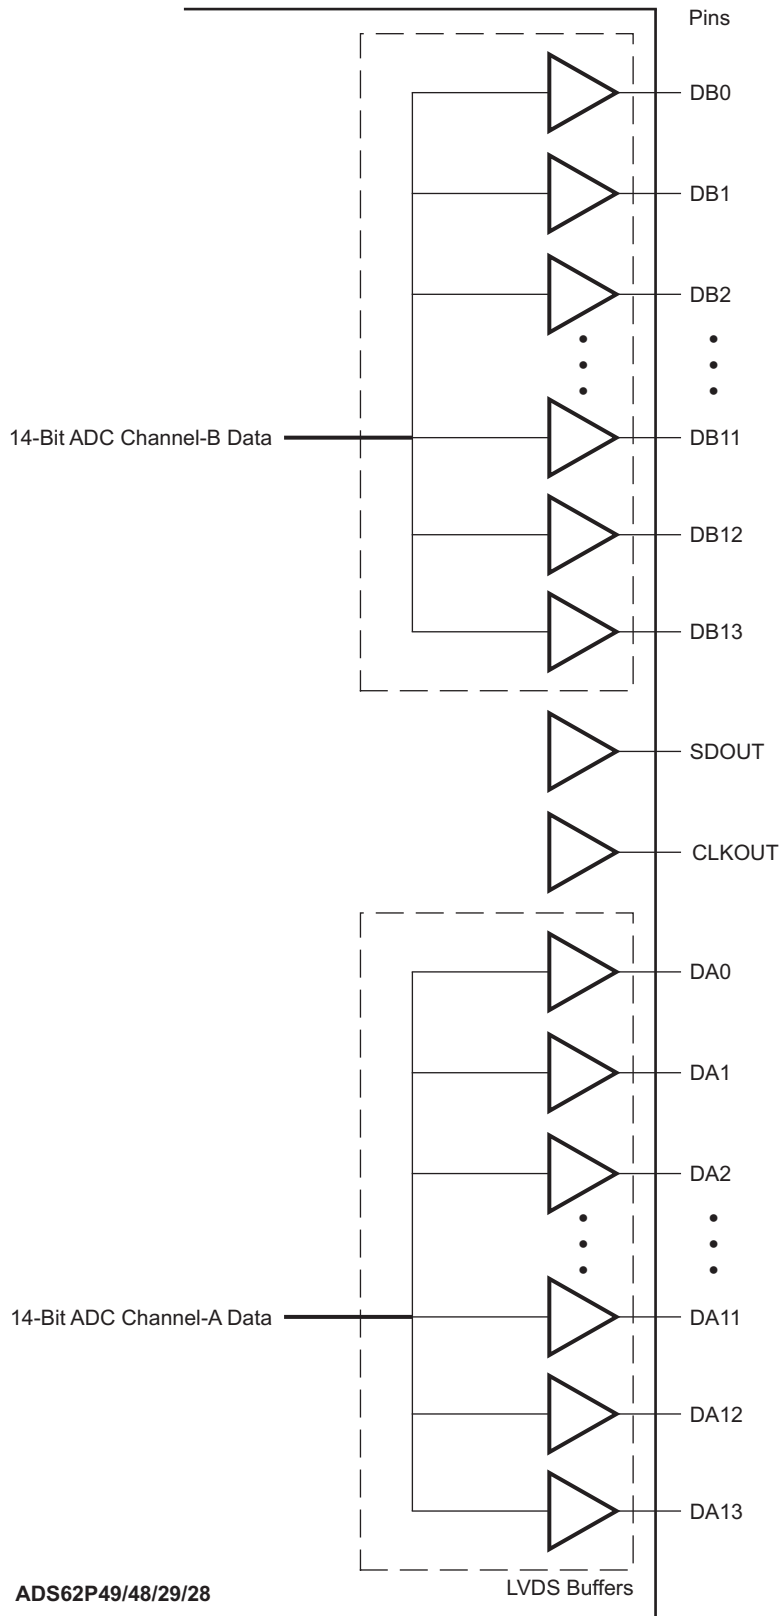 Pins
DB0
DB1
DB2
14-Bit ADC Channel-B Data
DB11
DB12
DB13
SDOUT
CLKOUT
DA0
DA1
DA2
14-Bit ADC Channel-A Data
DA11
DA12
DA13
LVDS Buffers
ADS62P49/48/29/28